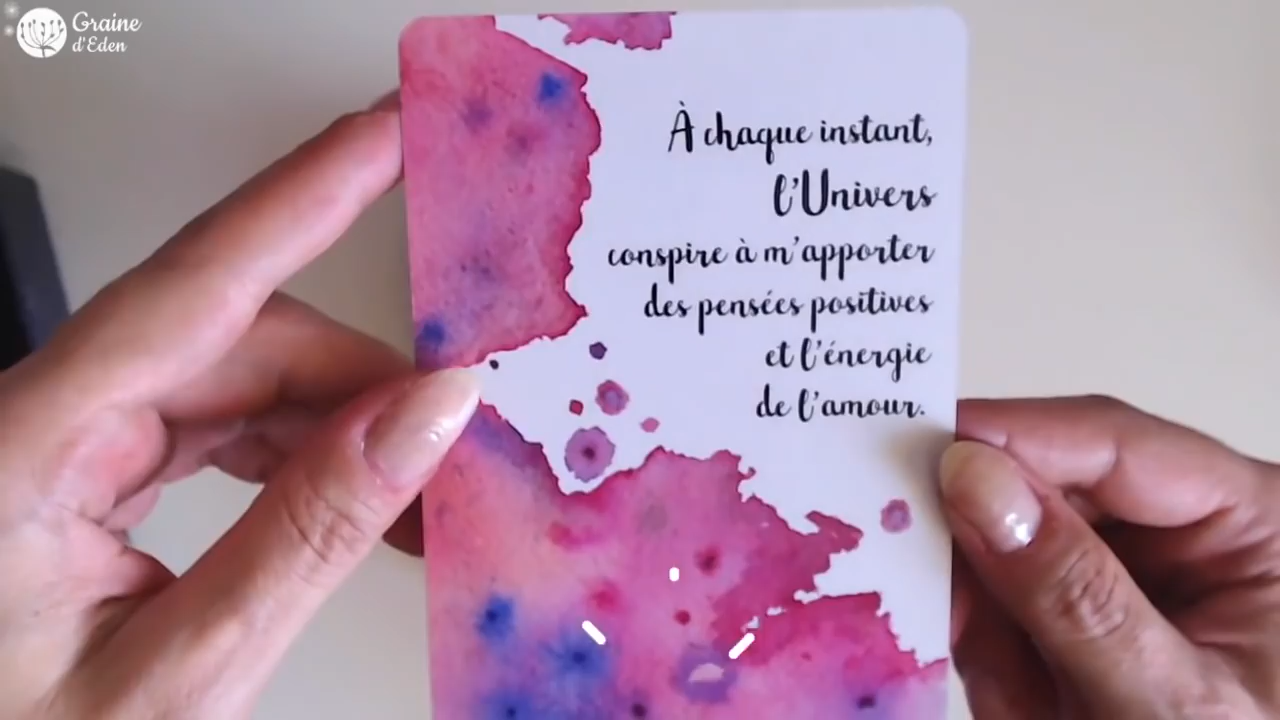 Graine
d'Eden
À chaque instant,
l'Univers
conspire à m'apporter
des pensées positives
et l'énergie
de l'amour.